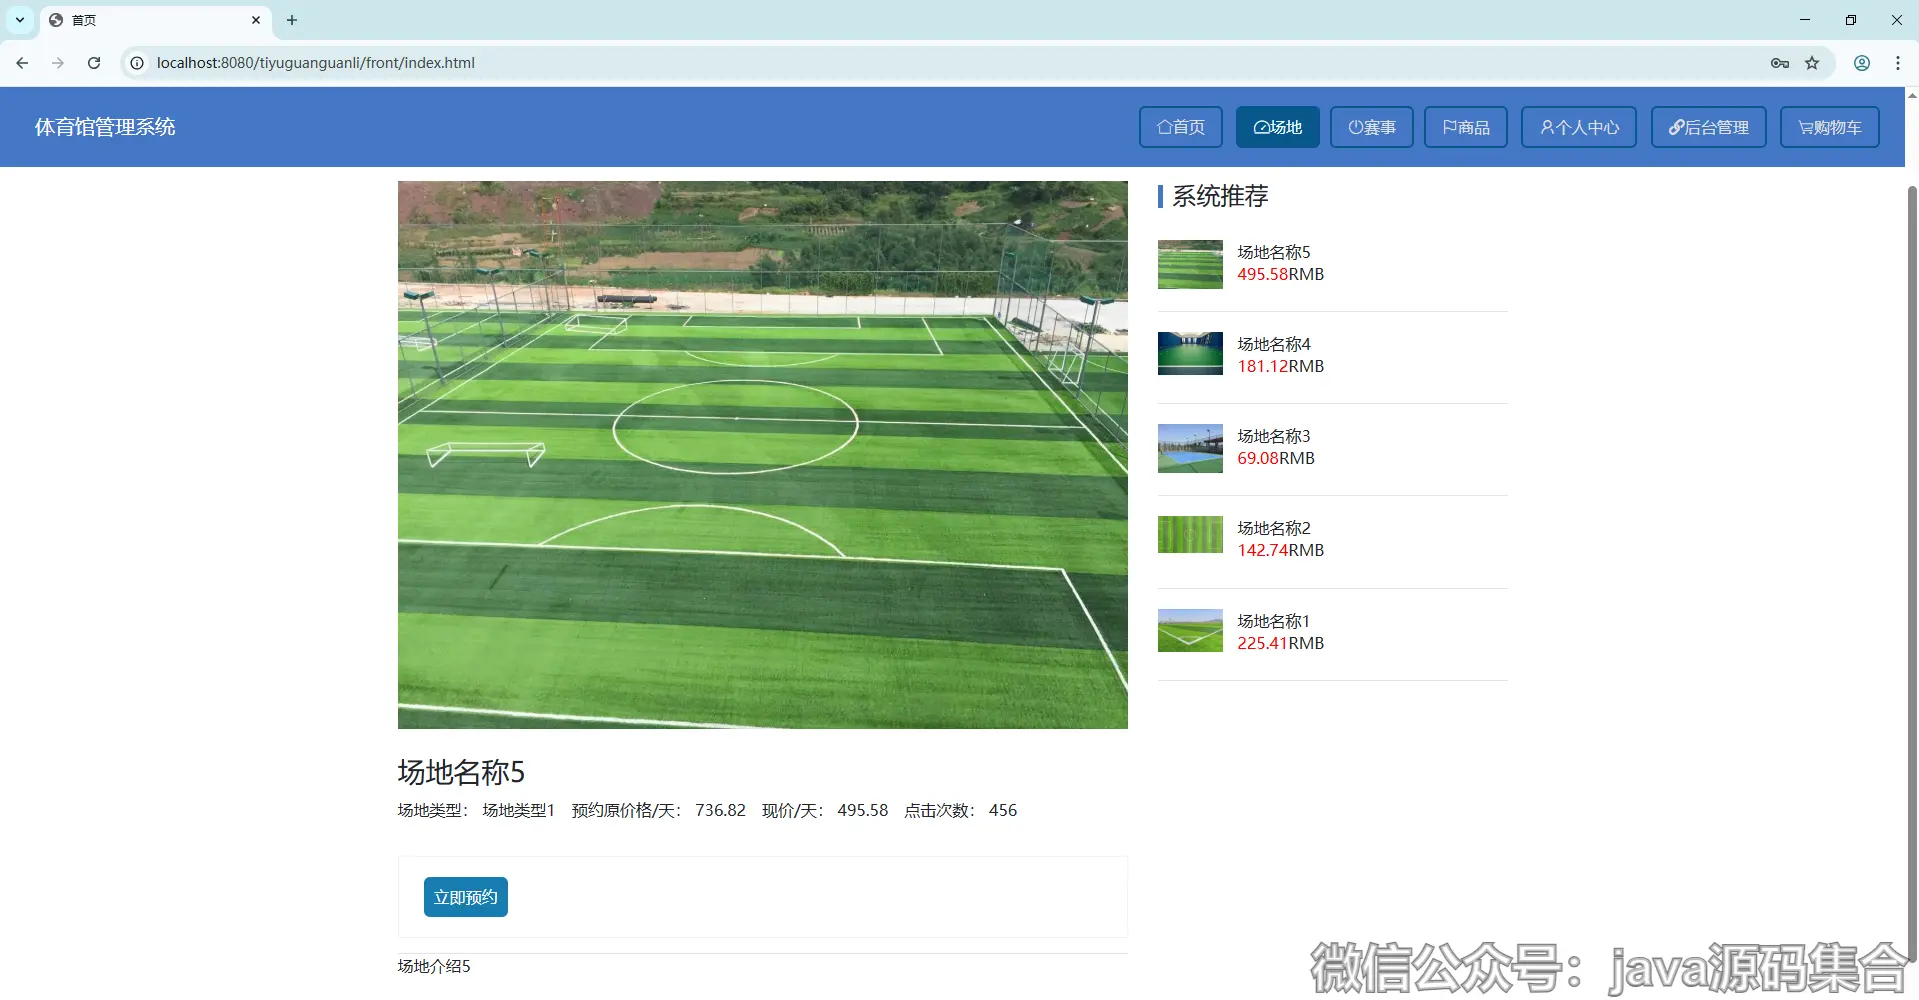 首页
localhost:8080/tiyuguanguanli/front/index.html
体育馆管理系统
首页 场地 赛事 商品 个人中心 后台管理 购物车
系统推荐
场地名称5
495.58RMB
场地名称4
181.12RMB
场地名称3
69.08RMB
场地名称2
142.74RMB
场地名称1
225.41RMB
场地名称5
场地类型： 场地类型1 预约原价格/天： 736.82 现价/天： 495.58 点击次数： 456
立即预约
场地介绍5
微信公众号：java源码集合